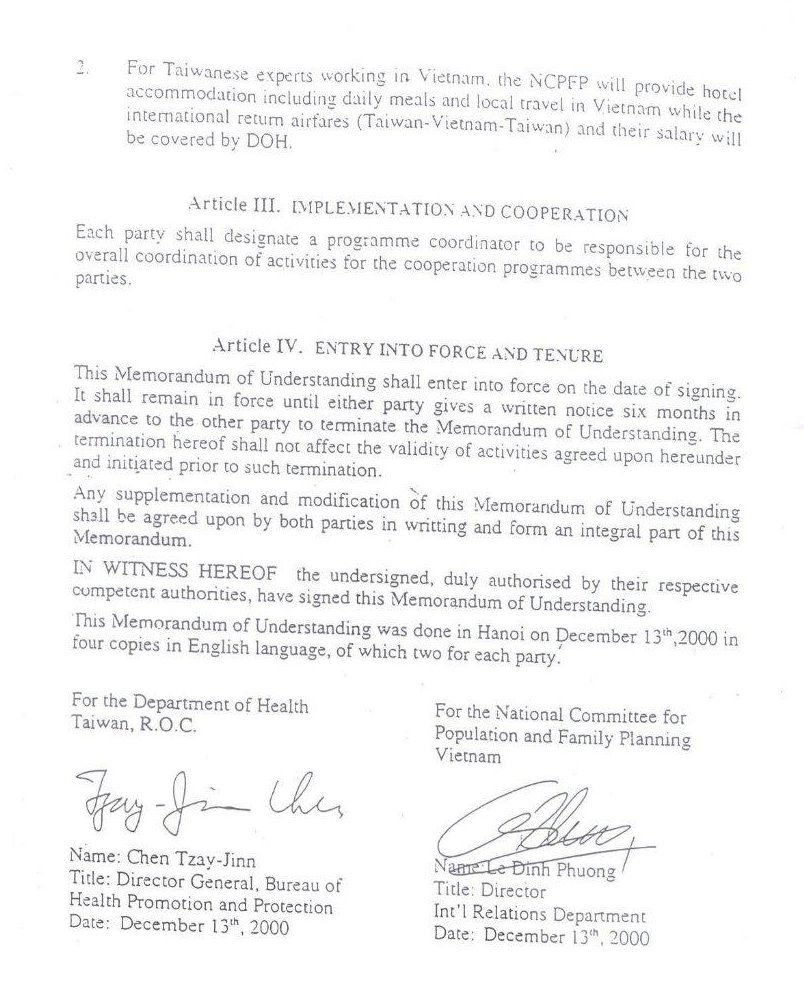 2. For Taiwanese experts working in Vietnam, the NCPFP will provide hotel
accommodation including daily meals and local travel in Vietnam while the
international return airfares (Taiwan-Vietnam-Taiwan) and their salary will
be covered by DOH.
Article III. IMPLEMENTATION AND COOPERATION
Each party shall designate a programme coordinator to be responsible for the
overall coordination of activities for the cooperation programmes between the two
parties.
Article IV. ENTRY INTO FORCE AND TENURE
This Memorandum of Understanding shall enter into force on the date of signing.
It shall remain in force until either party gives a written notice six months in
advance to the other party to terminate the Memorandum of Understanding. The
termination hereof shall not affect the validity of activities agreed upon hereunder
and initiated prior to such termination.
Any supplementation and modification of this Memorandum of Understanding
shall be agreed upon by both parties in writting and form an integral part of this
Memorandum.
IN WITNESS HEREOF the undersigned, duly authorised by their respective
competent authorities, have signed this Memorandum of Understanding.
This Memorandum of Understanding was done in Hanoi on December 13th,2000 in
four copies in English language, of which two for each party.
For the Department of Health
Taiwan, R.O.C.
Tzay-Jinn Chen
Name: Chen Tzay-Jinn
Title: Director General, Bureau of
Health Promotion and Protection
Date: December 13th, 2000
For the National Committee for
Population and Family Planning
Vietnam
Name: Le Dinh Phuong
Title: Director
Int'l Relations Department
Date: December 13th, 2000